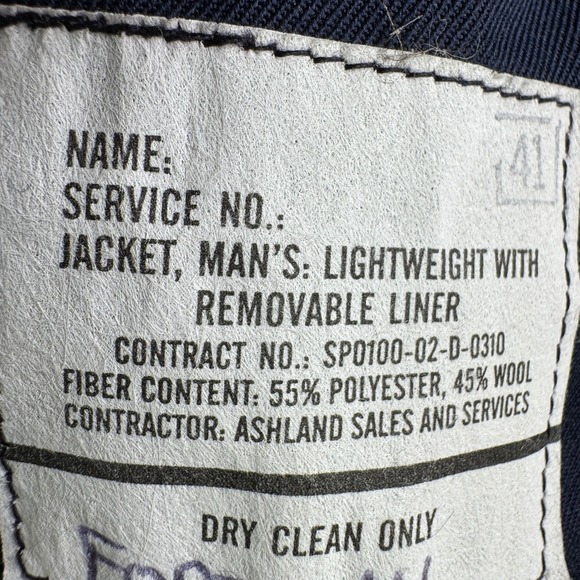 41
NAME:
SERVICE NO.:
JACKET, MAN'S: LIGHTWEIGHT WITH
REMOVABLE LINER
CONTRACT NO.: SP0100-02-D-0310
FIBER CONTENT: 55% POLYESTER, 45% WOOL
CONTRACTOR: ASHLAND SALES AND SERVICES
DRY CLEAN ONLY